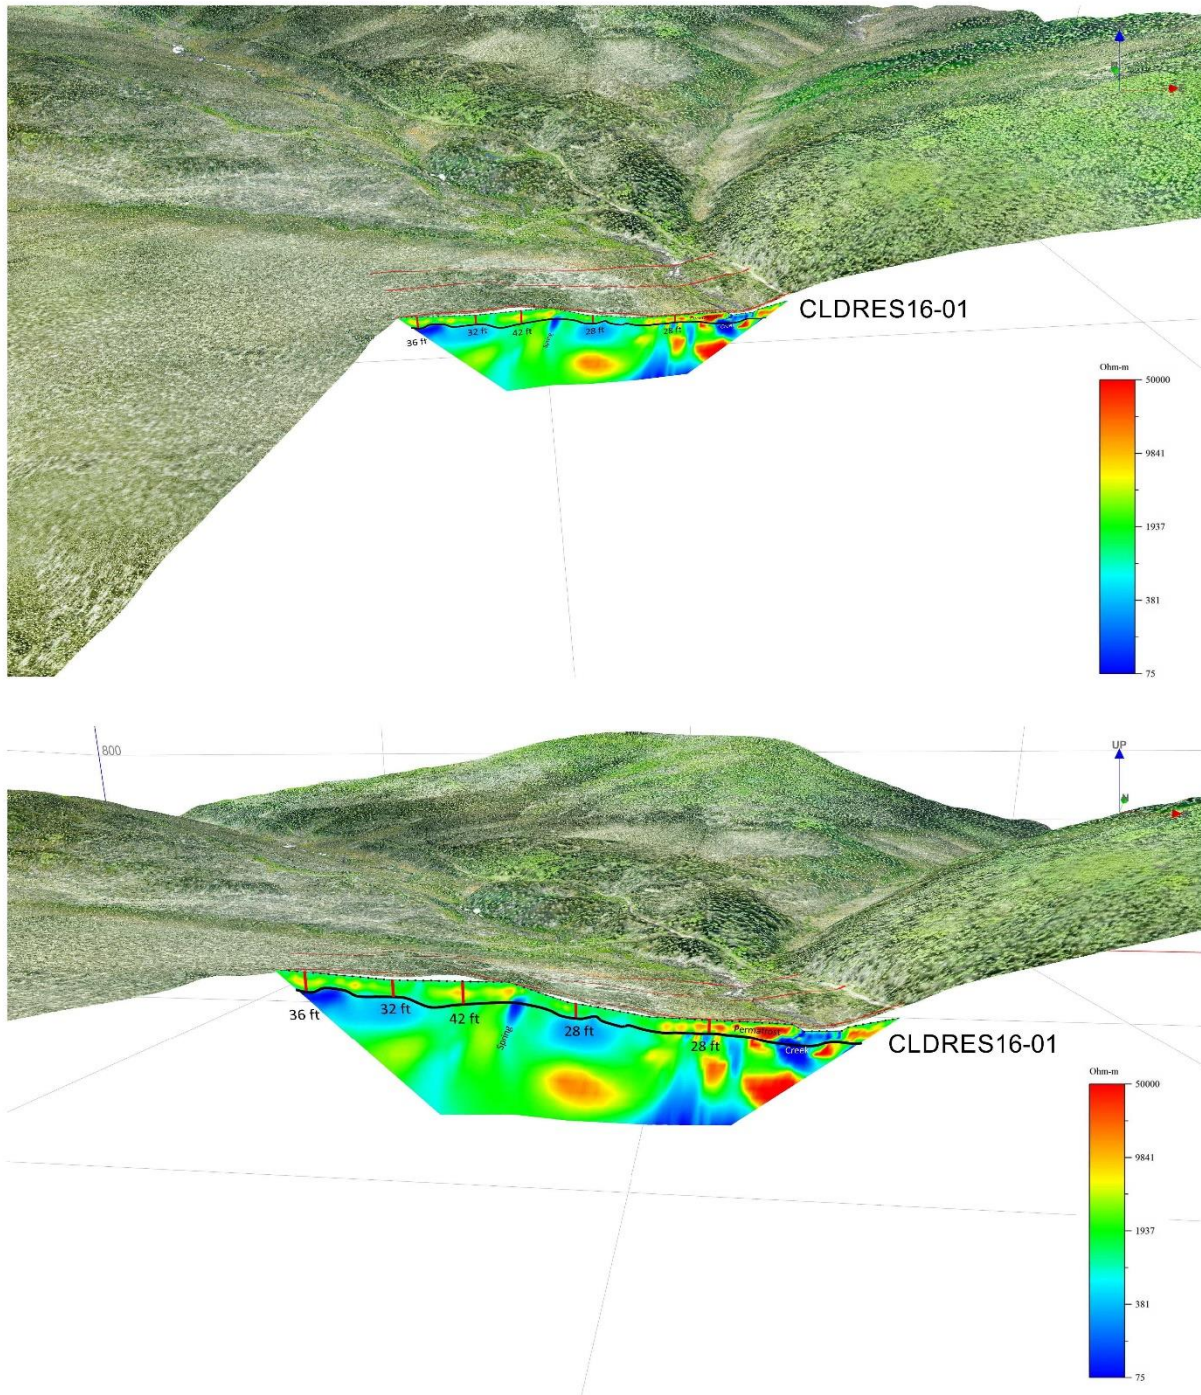 CLDRES16-01
36 ft
32 ft
42 ft
Spring
28 ft
28 ft
Creek
Ohm-m
50000
9841
1937
381
75
800
UP
N
36 ft
32 ft
42 ft
Spring
28 ft
28 ft
Permafrost
Creek
CLDRES16-01
Ohm-m
50000
9841
1937
381
75